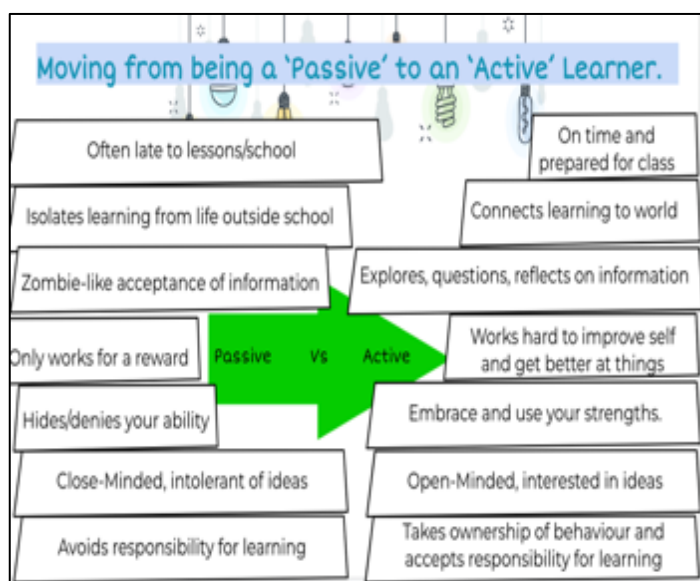 Moving from being a ‘Passive’ to an ‘Active’ Learner.
Often late to lessons/school
On time and
prepared for class
Isolates learning from life outside school
Connects learning to world
Zombie-like acceptance of information
Explores, questions, reflects on information
Only works for a reward
Passive Vs Active
Works hard to improve self
and get better at things
Hides/denies your ability
Embrace and use your strengths.
Close-Minded, intolerant of ideas
Open-Minded, interested in ideas
Avoids responsibility for learning
Takes ownership of behaviour and
accepts responsibility for learning